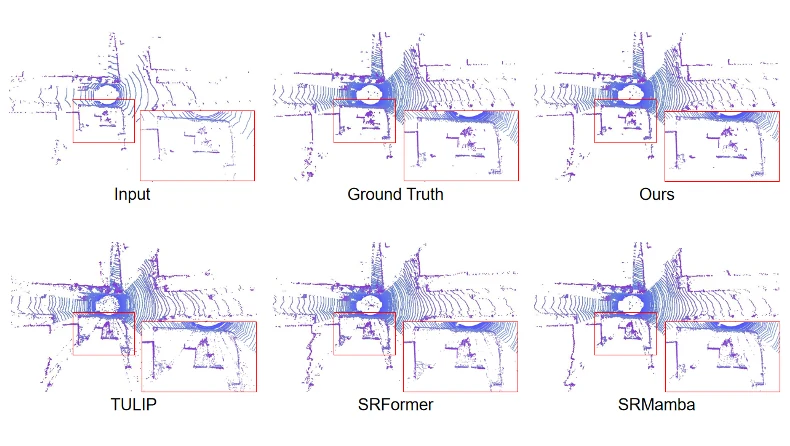 Input
Ground Truth
Ours
TULIP
SRFormer
SRMamba